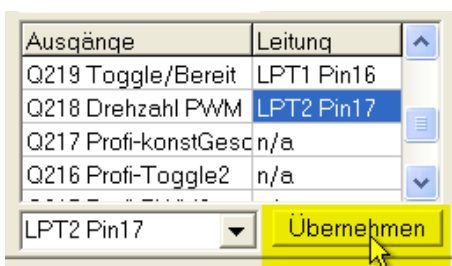 Ausgänge Leitung
Q219 Toggle/Bereit LPT1 Pin16
Q218 Drehzahl PWM LPT2 Pin17
Q217 Profi-konstGesc n/a
Q216 Profi-Toggle2 n/a
LPT2 Pin17 Übernehmen